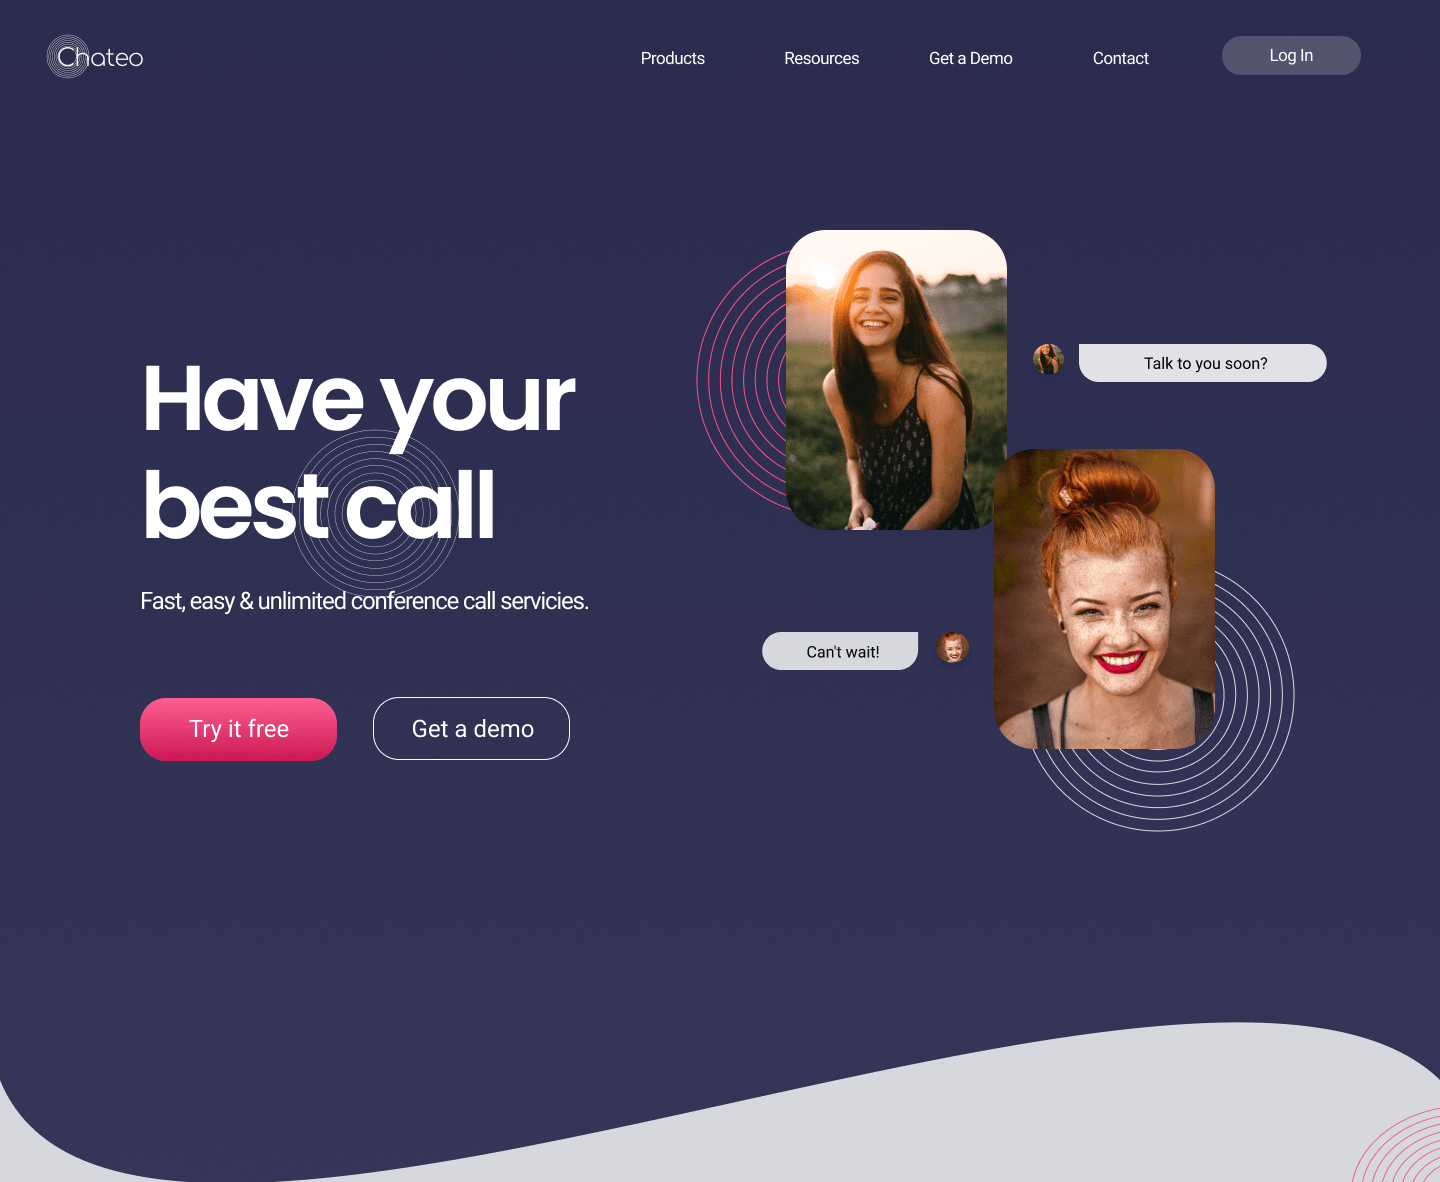 Chateo
Products
Resources
Get a Demo
Contact
Log In
Have your
best call
Fast, easy & unlimited conference call servicies.
Try it free
Get a demo
Talk to you soon?
Can't wait!